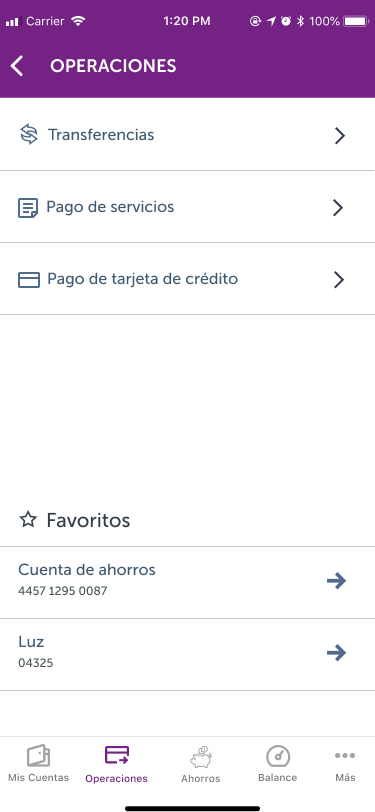 Carrier 1:20 PM 100%
OPERACIONES
Transferencias
Pago de servicios
Pago de tarjeta de crédito
Favoritos
Cuenta de ahorros
4457 1295 0087
Luz
04325
Mis Cuentas Operaciones Ahorros Balance Más